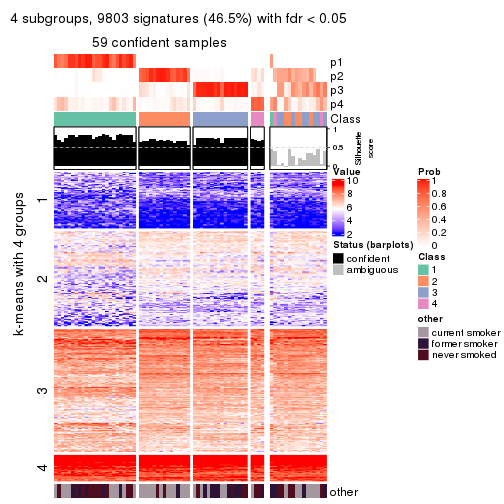 4 subgroups, 9803 signatures (46.5%) with fdr < 0.05
59 confident samples
p1
p2
p3
p4
Class
1
0.5
0
Silhouette
score
k-means with 4 groups
1
2
3
4
other
Value
10
8
6
4
2
Status (barplots)
confident
ambiguous
Prob
1
0.8
0.6
0.4
0.2
0
Class
1
2
3
4
other
current smoker
former smoker
never smoked